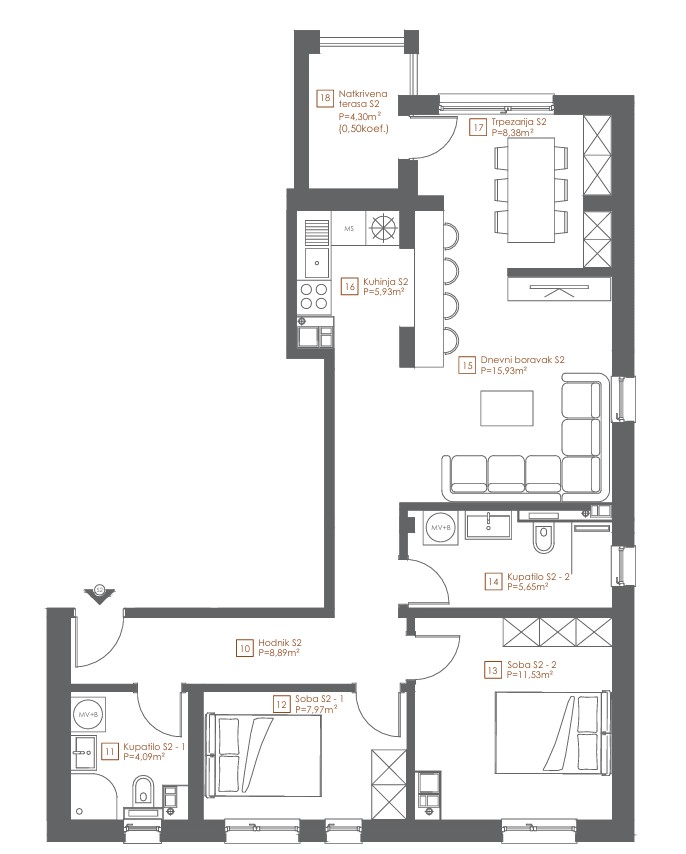 18 Natkrivena
terasa S2
P=4,30m²
(0,50koef.)
17 Trpezarija S2
P=8,38m²
MS
16 Kuhinja S2
P=5,93m²
15 Dnevni boravak S2
P=15,93m²
MV+B
14 Kupatilo S2 - 2
P=5,65m²
10 Hodnik S2
P=8,89m²
13 Soba S2 - 2
P=11,53m²
12 Soba S2 - 1
P=7,97m²
MV+B
11 Kupatilo S2 - 1
P=4,09m²